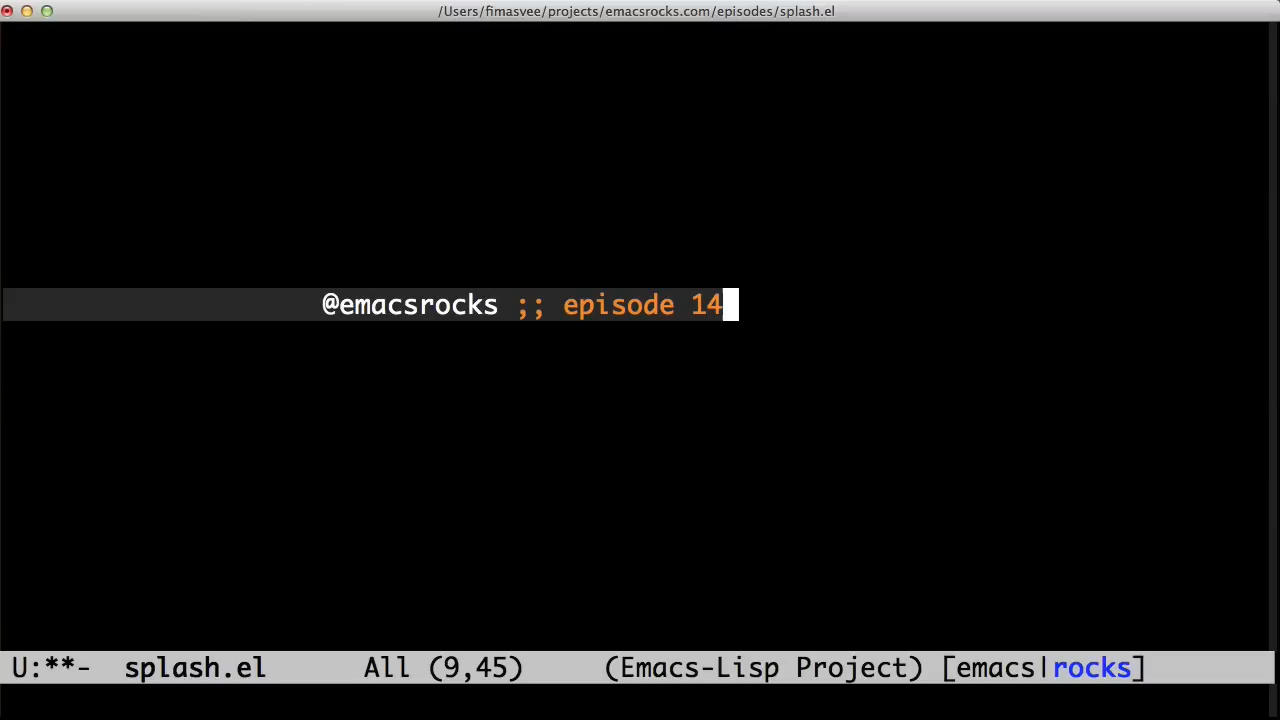 /Users/fimasvee/projects/emacsrocks.com/episodes/splash.el
@emacsrocks ;; episode 14
U:**-  splash.el      All (9,45)     (Emacs-Lisp Project) [emacs|rocks]